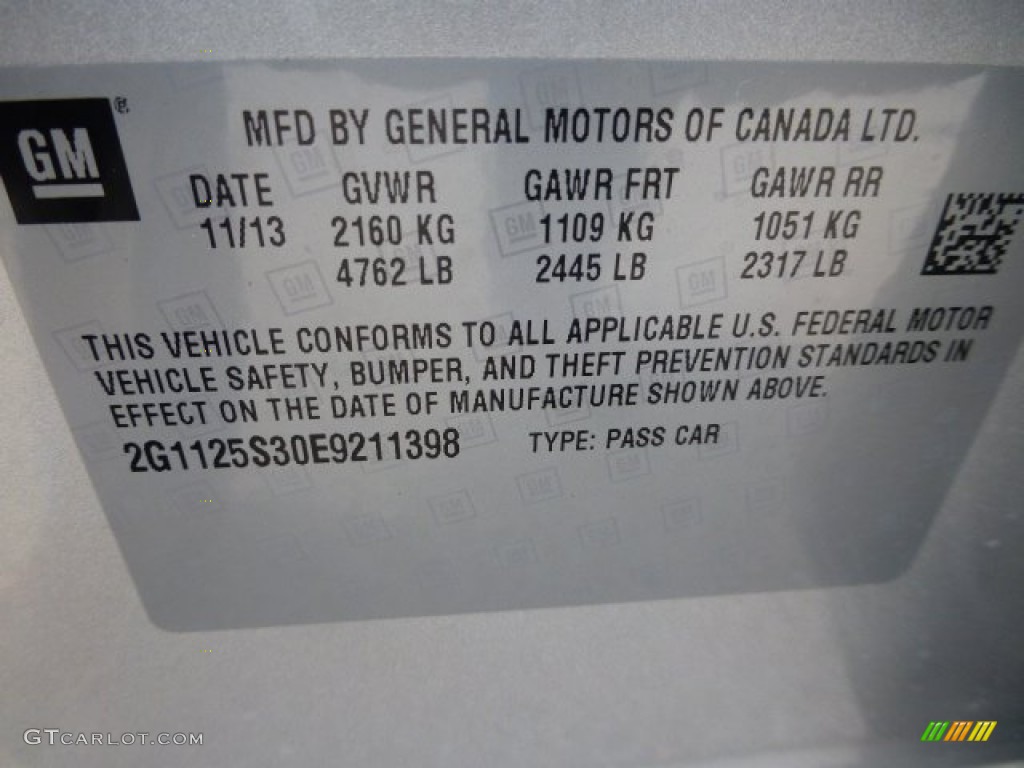 GM ®
MFD BY GENERAL MOTORS OF CANADA LTD.
DATE GVWR GAWR FRT GAWR RR
11/13 2160 KG 1109 KG 1051 KG
4762 LB 2445 LB 2317 LB
THIS VEHICLE CONFORMS TO ALL APPLICABLE U.S. FEDERAL MOTOR
VEHICLE SAFETY, BUMPER, AND THEFT PREVENTION STANDARDS IN
EFFECT ON THE DATE OF MANUFACTURE SHOWN ABOVE.
2G1125S30E9211398 TYPE: PASS CAR
GTCARLOT.COM